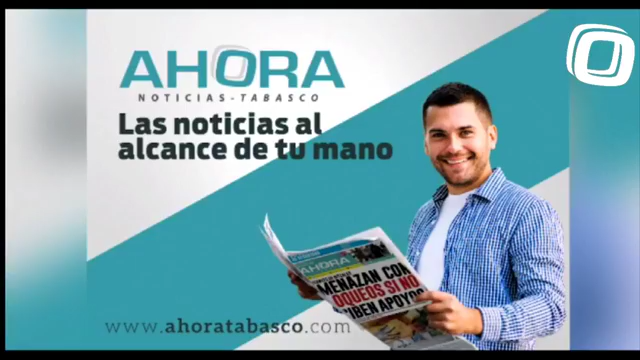 AHORA
NOTICIAS-TABASCO
Las noticias al
alcance de tu mano
AHORA
MENAZAN CON
OQUEOS SI NO
IBEN APOYOS
www.ahoratabasco.com